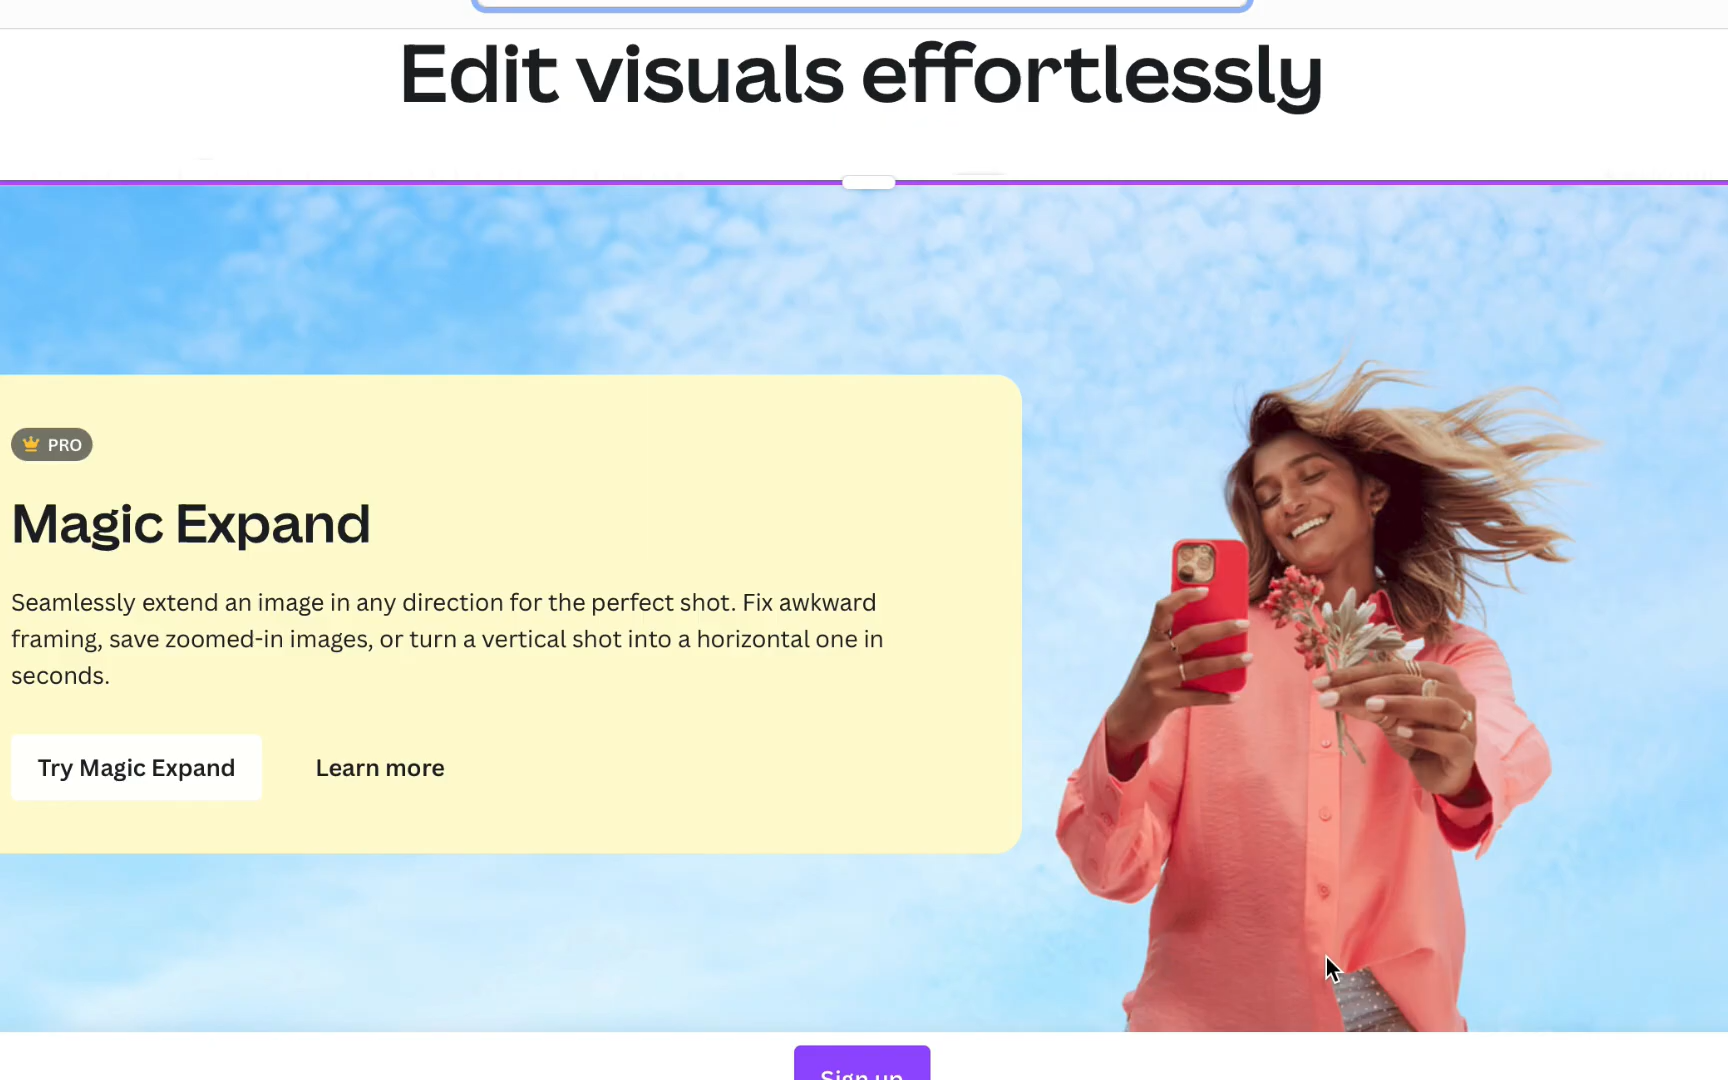 Edit visuals effortlessly
PRO
Magic Expand
Seamlessly extend an image in any direction for the perfect shot. Fix awkward
framing, save zoomed-in images, or turn a vertical shot into a horizontal one in
seconds.
Try Magic Expand
Learn more
Sign up